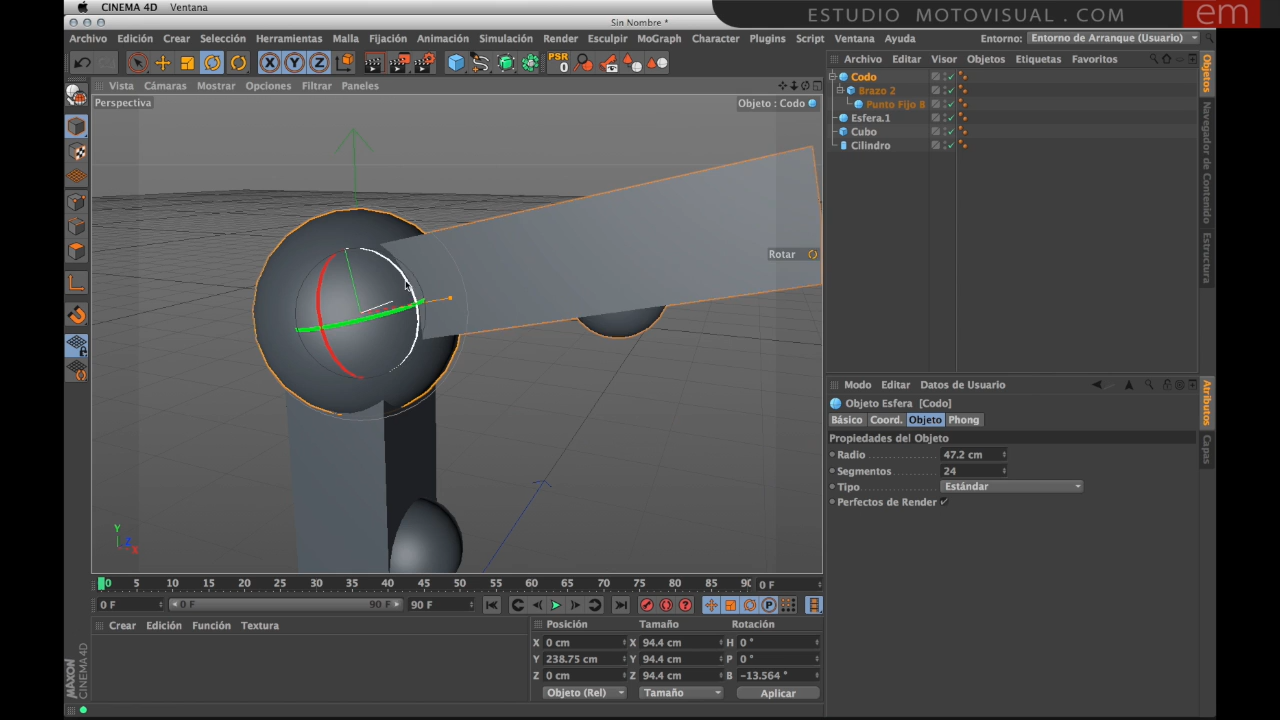 CINEMA 4D Ventana
ESTUDIO MOTOVISUAL.COM em
Sin Nombre *
Archivo Edición Crear Selección Herramientas Malla Fijación Animación Simulación Render Esculpir MoGraph Character Plugins Script Ventana Ayuda Entorno: Entorno de Arranque (Usuario)
X Y Z PSR 0
Archivo Editar Visor Objetos Etiquetas Favoritos
Vista Cámaras Mostrar Opciones Filtrar Paneles
Perspectiva Objeto : Codo
Codo
Brazo 2
Punto Fijo B
Esfera.1
Cubo
Cilindro
Objetos
Navegador de Contenido
Estructura
Rotar
Modo Editar Datos de Usuario
Objeto Esfera [Codo]
Básico Coord. Objeto Phong
Propiedades del Objeto
Radio 47.2 cm
Segmentos 24
Tipo Estándar
Perfectos de Render
Atributos
Capas
Y Z X
0 5 10 15 20 25 30 35 40 45 50 55 60 65 70 75 80 85 90 0 F
0 F 0 F 90 F 90 F P
Crear Edición Función Textura
Posición Tamaño Rotación
X 0 cm X 94.4 cm H 0 °
Y 238.75 cm Y 94.4 cm P 0 °
Z 0 cm Z 94.4 cm B -13.564 °
Objeto (Rel) Tamaño Aplicar
MAXON
CINEMA 4D